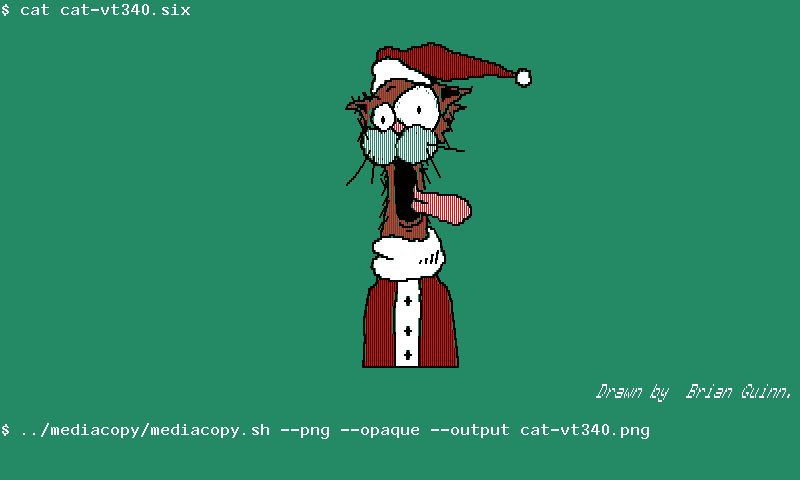 $ cat cat-vt340.six
Drawn by Brian Guinn.
$ ../mediacopy/mediacopy.sh --png --opaque --output cat-vt340.png